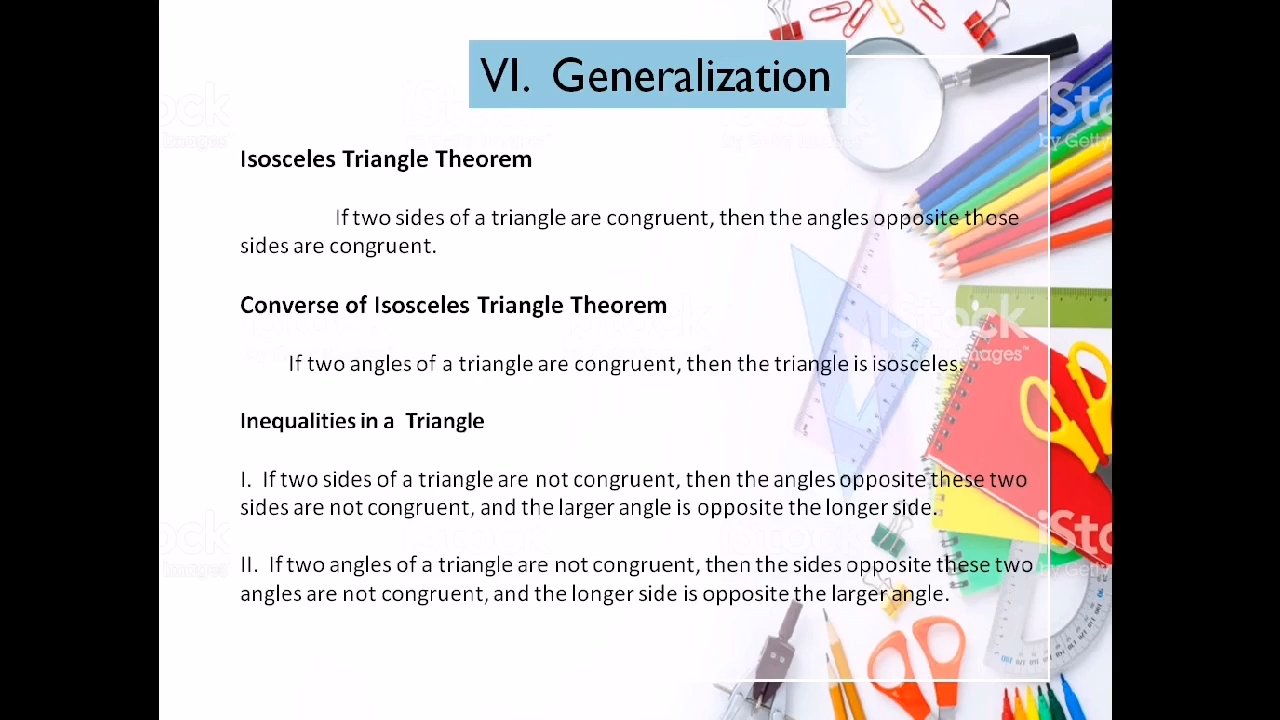 VI. Generalization
Isosceles Triangle Theorem
If two sides of a triangle are congruent, then the angles opposite those
sides are congruent.
Converse of Isosceles Triangle Theorem
If two angles of a triangle are congruent, then the triangle is isosceles.
Inequalities in a Triangle
I. If two sides of a triangle are not congruent, then the angles opposite these two
sides are not congruent, and the larger angle is opposite the longer side.
II. If two angles of a triangle are not congruent, then the sides opposite these two
angles are not congruent, and the longer side is opposite the larger angle.
iStock
by Getty